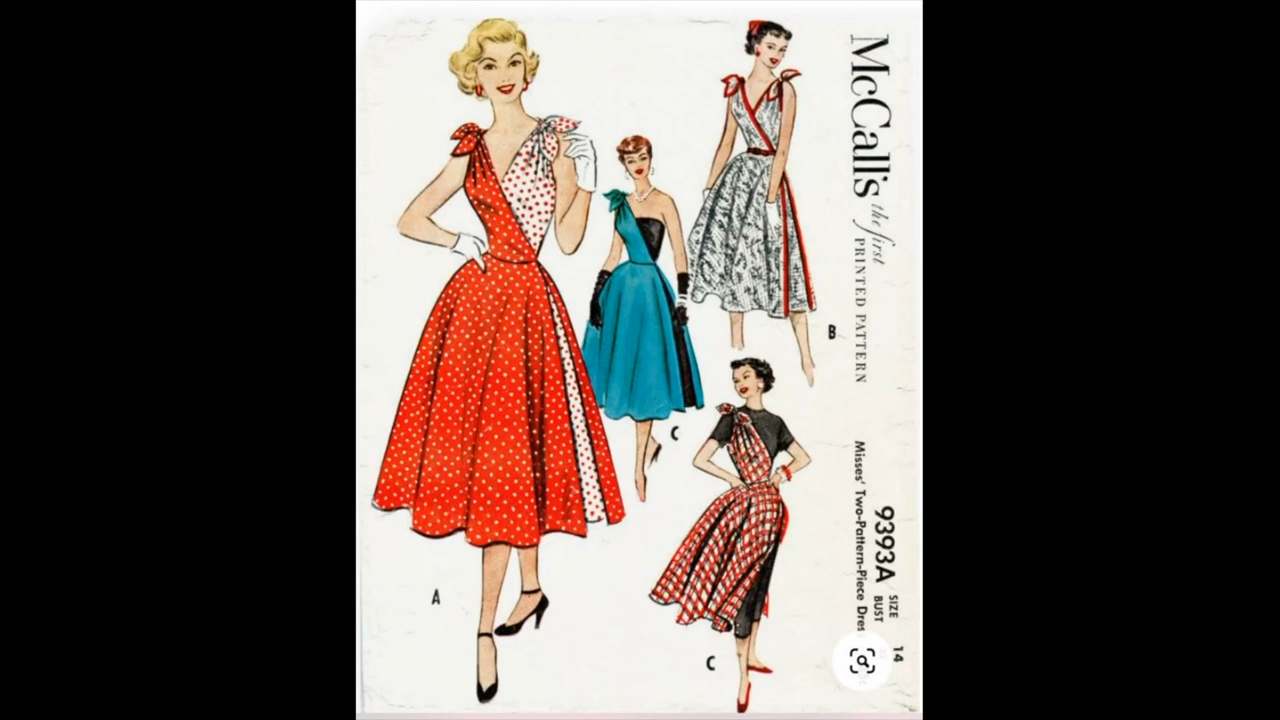 McCall's
the first
PRINTED PATTERN
9393A
SIZE 14
BUST
Misses' Two-Pattern-Piece Dres
A
B
C
C